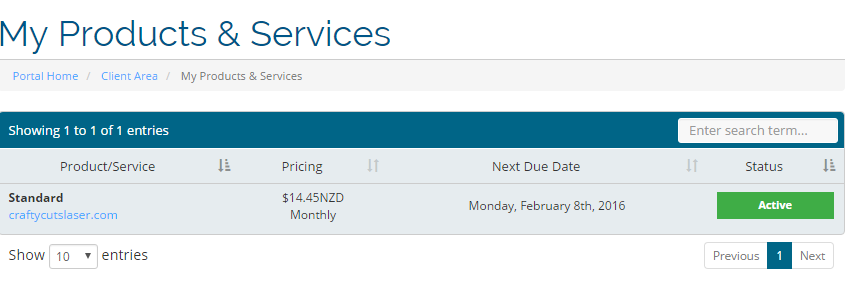 My Products & Services
Portal Home / Client Area / My Products & Services
Showing 1 to 1 of 1 entries Enter search term...
Product/Service Pricing Next Due Date Status
Standard $14.45NZD Monday, February 8th, 2016 Active
craftycutslaser.com Monthly
Show 10 entries Previous 1 Next